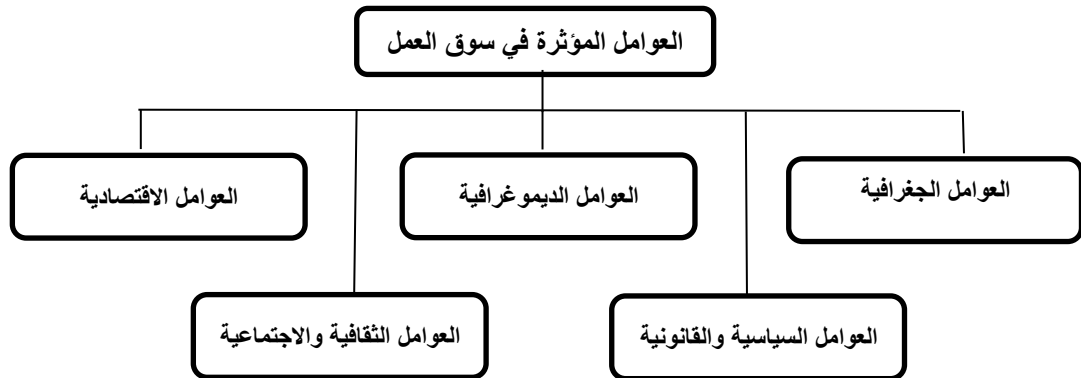 العوامل المؤثرة في سوق العمل
العوامل الجغرافية
العوامل الديموغرافية
العوامل الاقتصادية
العوامل السياسية والقانونية
العوامل الثقافية والاجتماعية